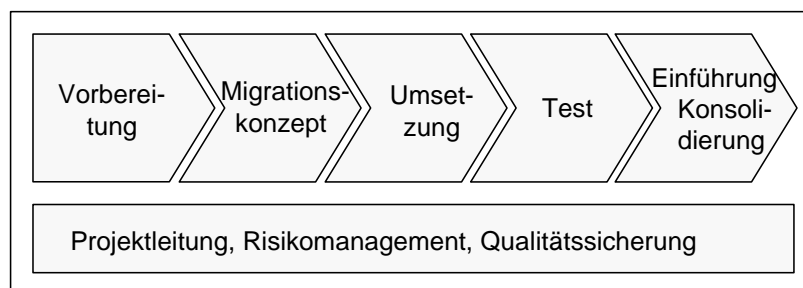 Vorberei-
tung
Migrations-
konzept
Umset-
zung
Test
Einführung
Konsoli-
dierung
Projektleitung, Risikomanagement, Qualitätssicherung